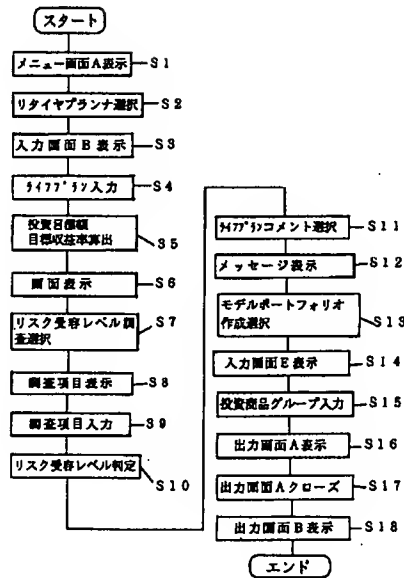 スタート
メニュー画面A表示 S1
リタイヤプランナ選択 S2
入力画面B表示 S3
ﾗｲﾌﾌﾟﾗﾝ入力 S4
投資目標額
目標収益率算出 S5
画面表示 S6
リスク受容レベル調
査選択 S7
調査項目表示 S8
調査項目入力 S9
リスク受容レベル判定 S10
ﾗｲﾌﾌﾟﾗﾝコメント選択 S11
メッセージ表示 S12
モデルポートフォリオ
作成選択 S13
入力画面E表示 S14
投資商品グループ入力 S15
出力画面A表示 S16
出力画面Aクローズ S17
出力画面B表示 S18
エンド